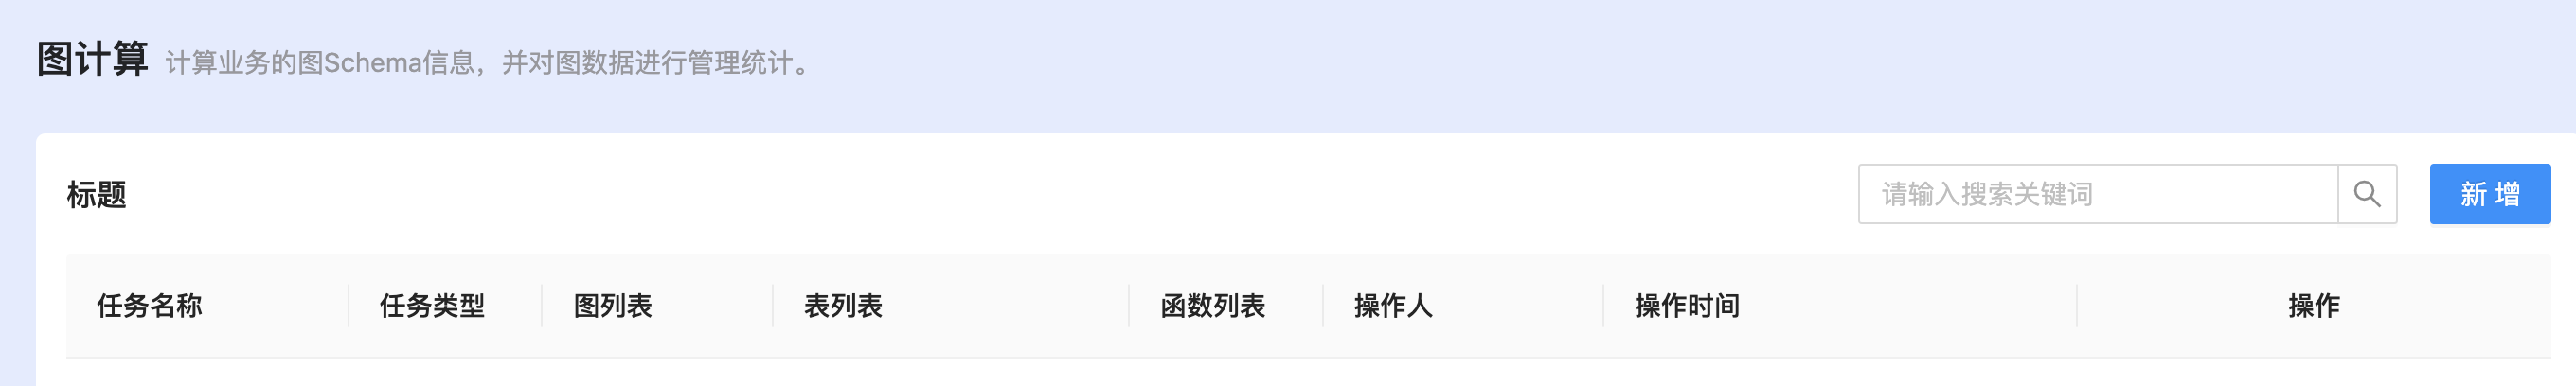 图计算 计算业务的图Schema信息，并对图数据进行管理统计。
标题 请输入搜索关键词 新 增
任务名称 任务类型 图列表 表列表 函数列表 操作人 操作时间 操作